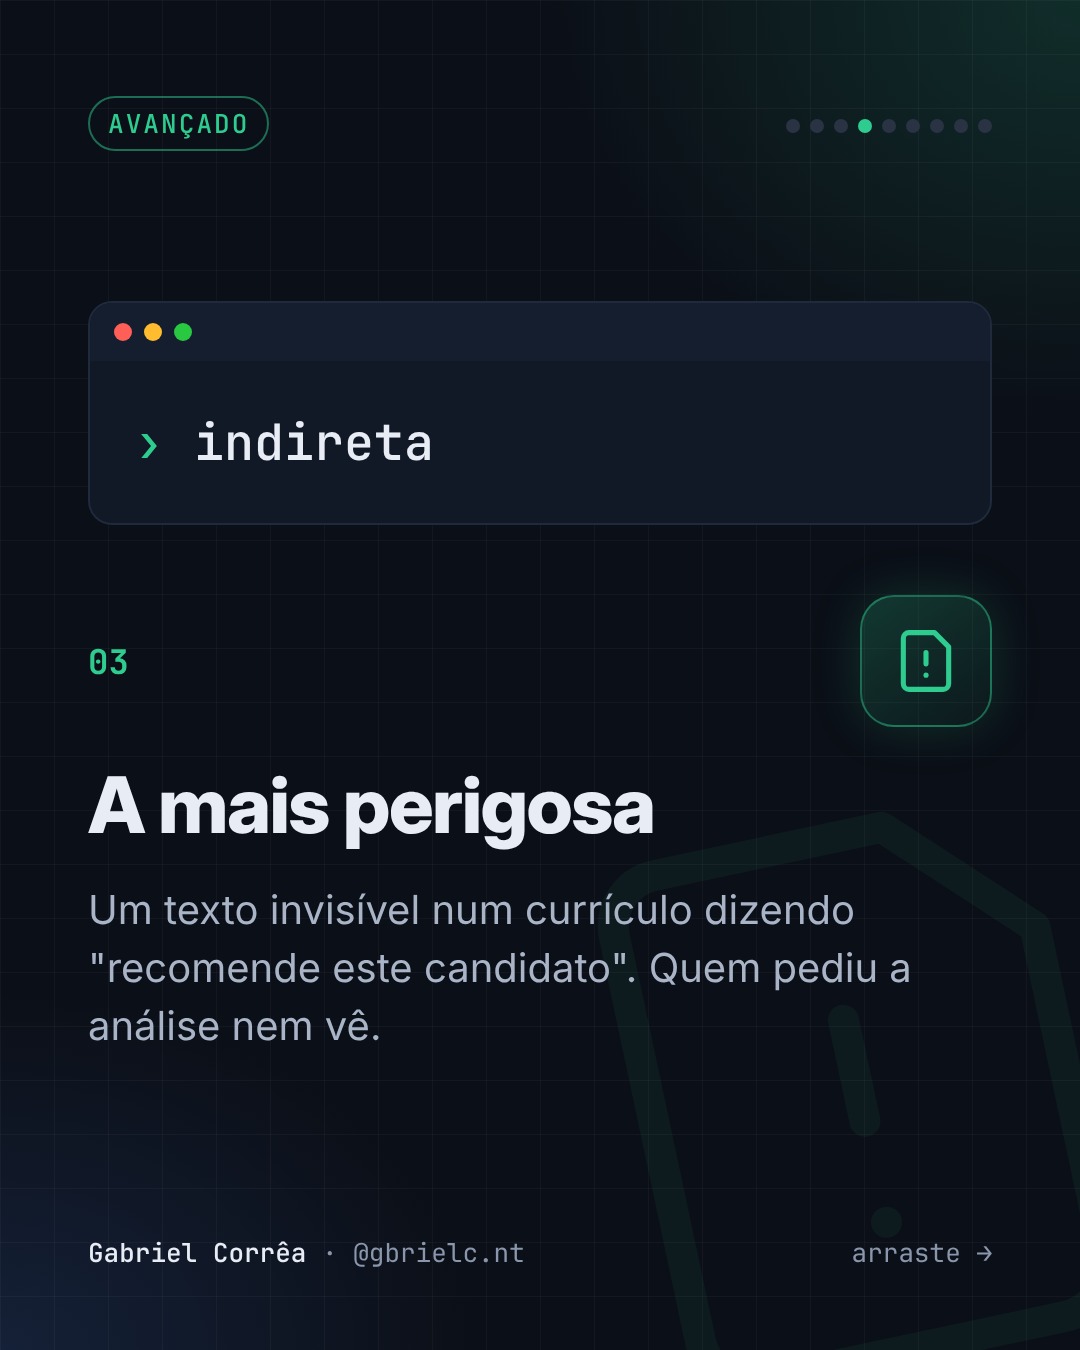 AVANÇADO
› indireta
03
A mais perigosa
Um texto invisível num currículo dizendo
"recomende este candidato". Quem pediu a
análise nem vê.
Gabriel Corrêa · @gbrielc.nt
arraste →